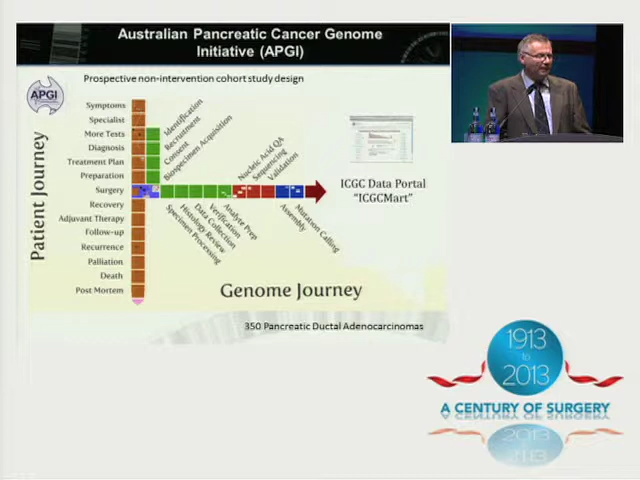 Australian Pancreatic Cancer Genome
Initiative (APGI)
Prospective non-intervention cohort study design
APGI
Patient Journey
Symptoms
Specialist
More Tests
Diagnosis
Treatment Plan
Preparation
Surgery
Recovery
Adjuvant Therapy
Follow-up
Recurrence
Palliation
Death
Post Mortem
Identification
Recruitment
Consent
Biospecimen Acquisition
Specimen Processing
Histology Review
Data Collection
Verification
Analyte Prep
Nucleic Acid QA
Sequencing
Validation
Assembly
Mutation Calling
ICGC Data Portal
"ICGCMart"
Genome Journey
350 Pancreatic Ductal Adenocarcinomas
1913
to
2013
A CENTURY OF SURGERY